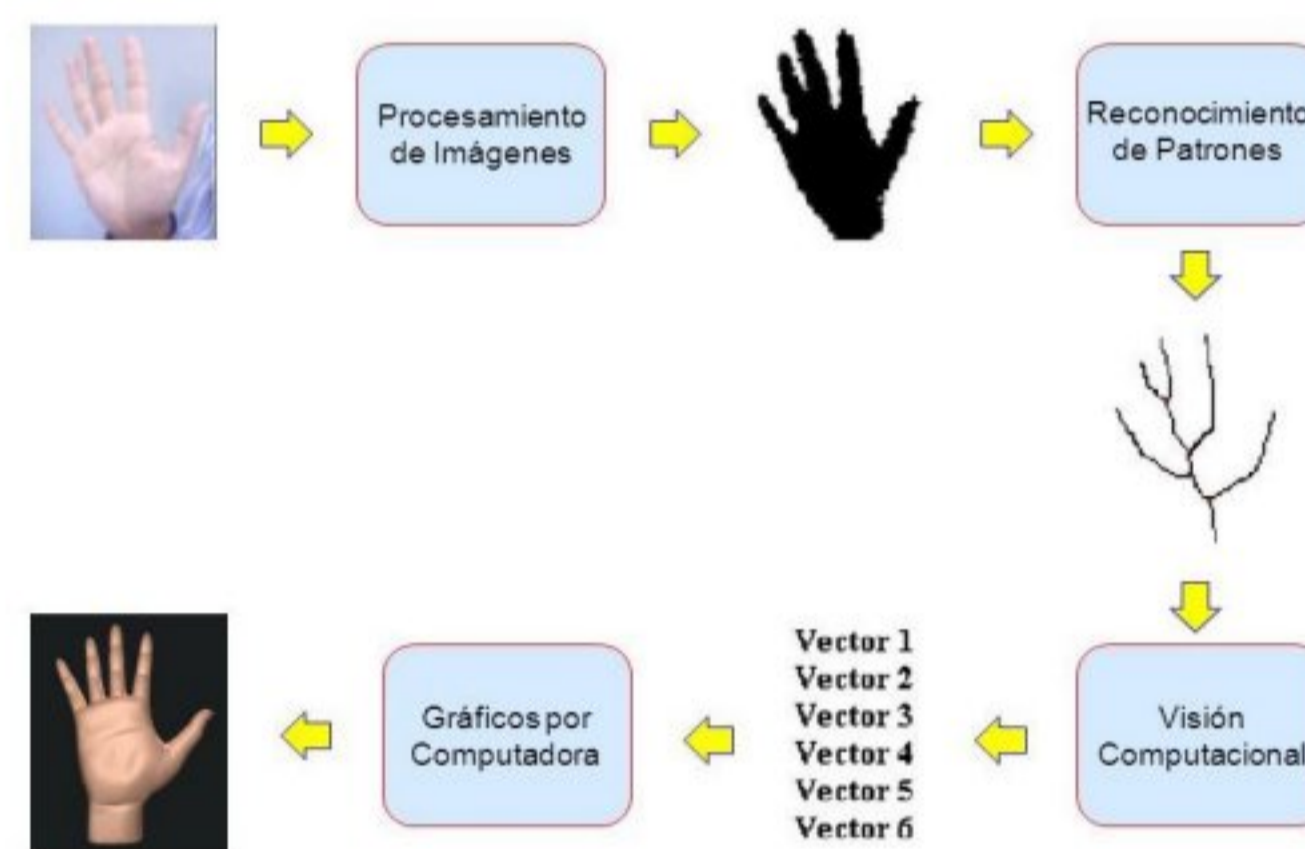 Procesamiento
de Imágenes
Reconocimiento
de Patrones
Visión
Computacional
Vector 1
Vector 2
Vector 3
Vector 4
Vector 5
Vector 6
Gráficos por
Computadora